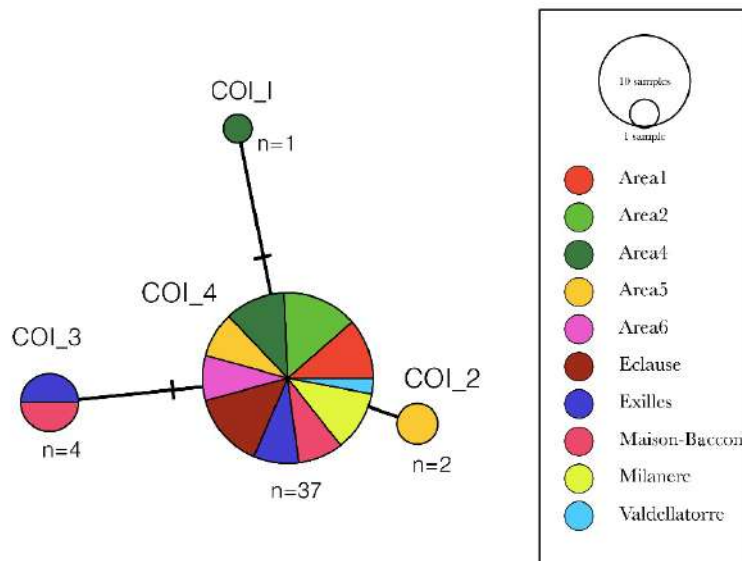 COI_1
n=1
COI_4
COI_3
n=4
COI_2
n=2
n=37
10 samples
1 sample
Area1
Area2
Area4
Area5
Area6
Eclause
Exilles
Maison-Baccon
Milanere
Valdellatorre